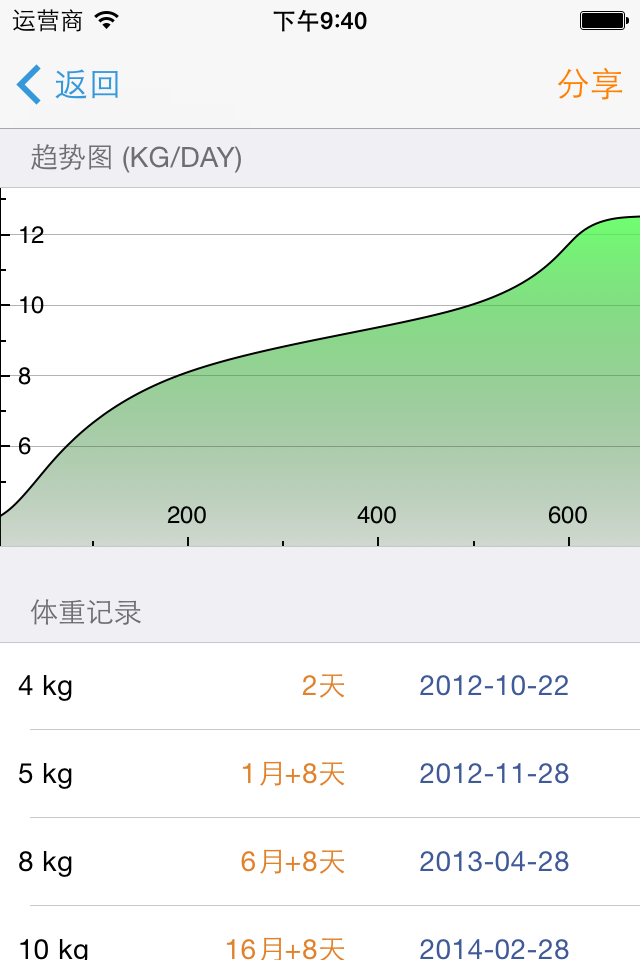 运营商 下午9:40
返回 分享
趋势图 (KG/DAY)
12
10
8
6
200 400 600
体重记录
4 kg 2天 2012-10-22
5 kg 1月+8天 2012-11-28
8 kg 6月+8天 2013-04-28
10 kg 16月+8天 2014-02-28